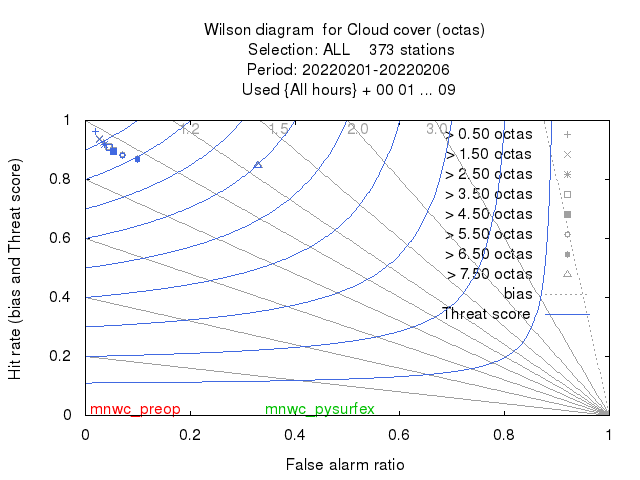 Wilson diagram  for Cloud cover (octas)
Selection: ALL    373 stations
Period: 20220201-20220206
Used {All hours} + 00 01 ... 09
Hit rate (bias and Threat score)
1
0.8
0.6
0.4
0.2
0
1.2
1.5
2.0
3.0
> 0.50 octas
> 1.50 octas
> 2.50 octas
> 3.50 octas
> 4.50 octas
> 5.50 octas
> 6.50 octas
> 7.50 octas
bias
Threat score
mnwc_preop
mnwc_pysurfex
0 0.2 0.4 0.6 0.8 1
False alarm ratio